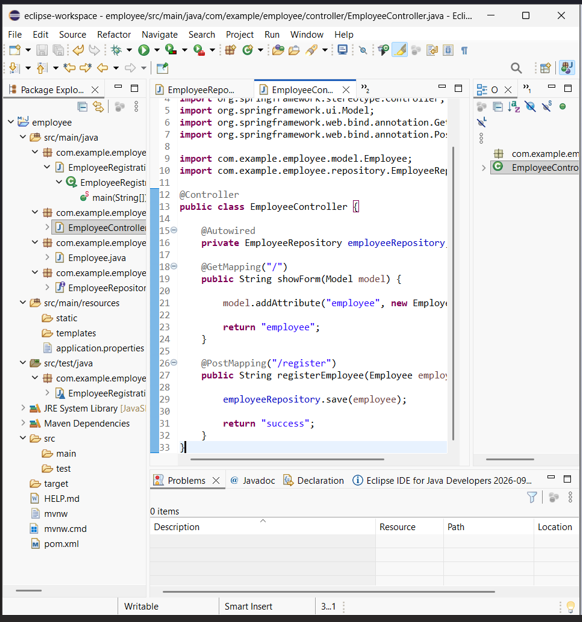 eclipse-workspace - employee/src/main/java/com/example/employee/controller/EmployeeController.java - Ecli...
File Edit Source Refactor Navigate Search Project Run Window Help
Package Explo...
employee
src/main/java
com.example.employe
EmployeeRegistrati
EmployeeRegist
main(String[]
com.example.employe
EmployeeController
com.example.employe
Employee.java
com.example.employe
EmployeeRepositor
src/main/resources
static
templates
application.properties
src/test/java
com.example.employe
EmployeeRegistrati
JRE System Library [JavaS
Maven Dependencies
src
main
test
target
HELP.md
mvnw
mvnw.cmd
pom.xml
EmployeeRepo...
EmployeeCon...
2
4 import org.springframework.stereotype.Controller;
5 import org.springframework.ui.Model;
6 import org.springframework.web.bind.annotation.Get
7 import org.springframework.web.bind.annotation.Pos
8
9 import com.example.employee.model.Employee;
10 import com.example.employee.repository.EmployeeRep
11
12 @Controller
13 public class EmployeeController {
14
15 @Autowired
16 private EmployeeRepository employeeRepository
17
18 @GetMapping("/")
19 public String showForm(Model model) {
20
21 model.addAttribute("employee", new Employe
22
23 return "employee";
24 }
25
26 @PostMapping("/register")
27 public String registerEmployee(Employee employ
28
29 employeeRepository.save(employee);
30
31 return "success";
32 }
33 }
O
1
com.example.em
EmployeeContro
Problems
@ Javadoc
Declaration
Eclipse IDE for Java Developers 2026-09...
0 items
Description Resource Path Location
Writable Smart Insert 3...1